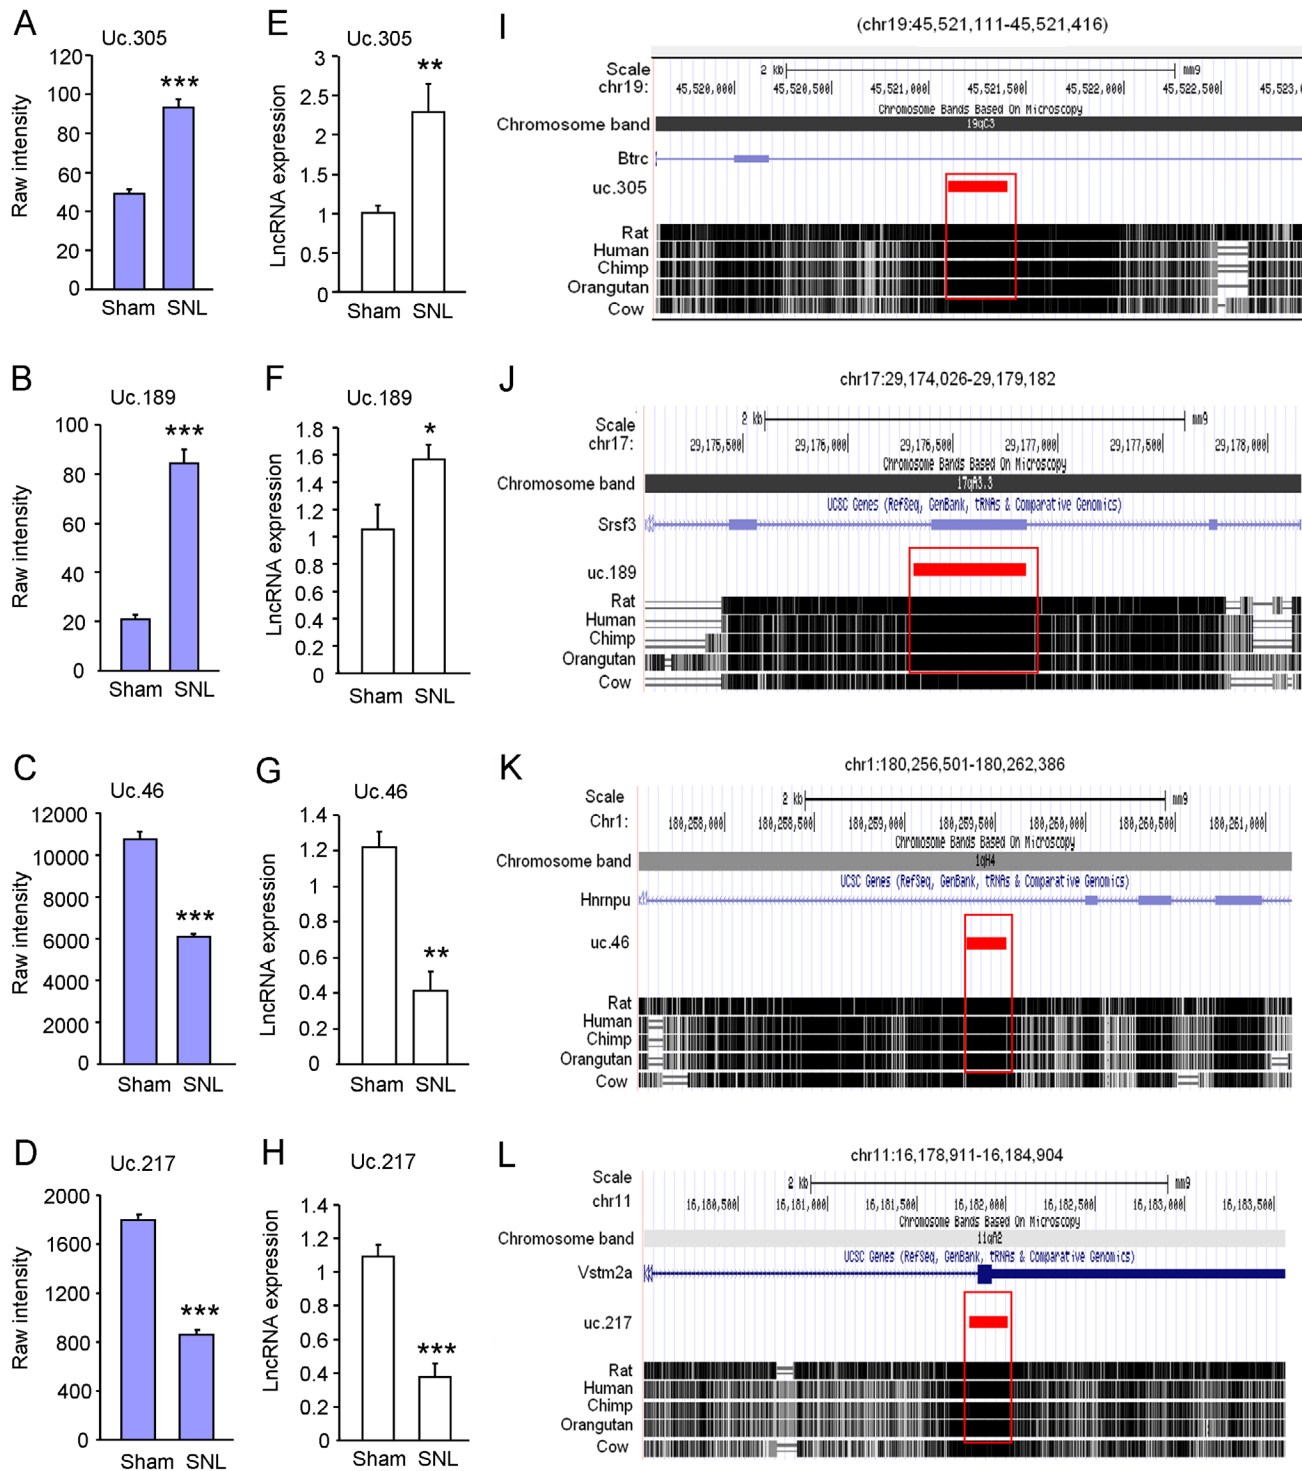 A
Uc.305
Raw intensity
120
100
80
60
40
20
0
***
Sham SNL
E
Uc.305
LncRNA expression
3
2.5
2
1.5
1
0.5
0
**
Sham SNL
I
(chr19:45,521,111-45,521,416)
Scale 2 kb mm9
chr19: 45,520,000 45,520,500 45,521,000 45,521,500 45,522,000 45,522,500
Chromosome Bands Based On Microscopy
Chromosome band 19qC3
Btrc
uc.305
Rat
Human
Chimp
Orangutan
Cow
B
Uc.189
Raw intensity
100
80
60
40
20
0
***
Sham SNL
F
Uc.189
LncRNA expression
1.8
1.6
1.4
1.2
1
0.8
0.6
0.4
0.2
0
*
Sham SNL
J
chr17:29,174,026-29,179,182
Scale 2 kb mm9
chr17: 29,175,500 29,176,000 29,176,500 29,177,000 29,177,500 29,178,000
Chromosome Bands Based On Microscopy
Chromosome band 17qA3.3
UCSC Genes (RefSeq, GenBank, tRNAs & Comparative Genomics)
Srsf3
uc.189
Rat
Human
Chimp
Orangutan
Cow
C
Uc.46
Raw intensity
12000
10000
8000
6000
4000
2000
0
***
Sham SNL
G
Uc.46
LncRNA expression
1.4
1.2
1
0.8
0.6
0.4
0.2
0
**
Sham SNL
K
chr1:180,256,501-180,262,386
Scale 2 kb mm9
Chr1: 180,258,000 180,258,500 180,259,000 180,259,500 180,260,000 180,260,500 180,261,000
Chromosome Bands Based On Microscopy
Chromosome band 1qH4
UCSC Genes (RefSeq, GenBank, tRNAs & Comparative Genomics)
Hnrnpu
uc.46
Rat
Human
Chimp
Orangutan
Cow
D
Uc.217
Raw intensity
2000
1600
1200
800
400
0
***
Sham SNL
H
Uc.217
LncRNA expression
1.4
1.2
1
0.8
0.6
0.4
0.2
0
***
Sham SNL
L
chr11:16,178,911-16,184,904
Scale 2 kb mm9
chr11 16,180,500 16,181,000 16,181,500 16,182,000 16,182,500 16,183,000 16,183,500
Chromosome Bands Based On Microscopy
Chromosome band 11qA2
UCSC Genes (RefSeq, GenBank, tRNAs & Comparative Genomics)
Vstm2a
uc.217
Rat
Human
Chimp
Orangutan
Cow